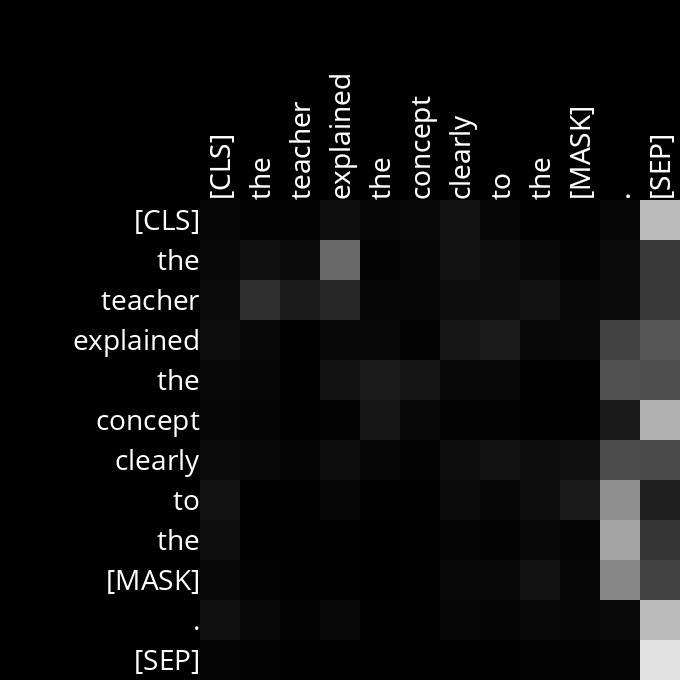 [CLS]
the
teacher
explained
the
concept
clearly
to
the
[MASK]
.
[SEP]
[CLS]
the
teacher
explained
the
concept
clearly
to
the
[MASK]
.
[SEP]